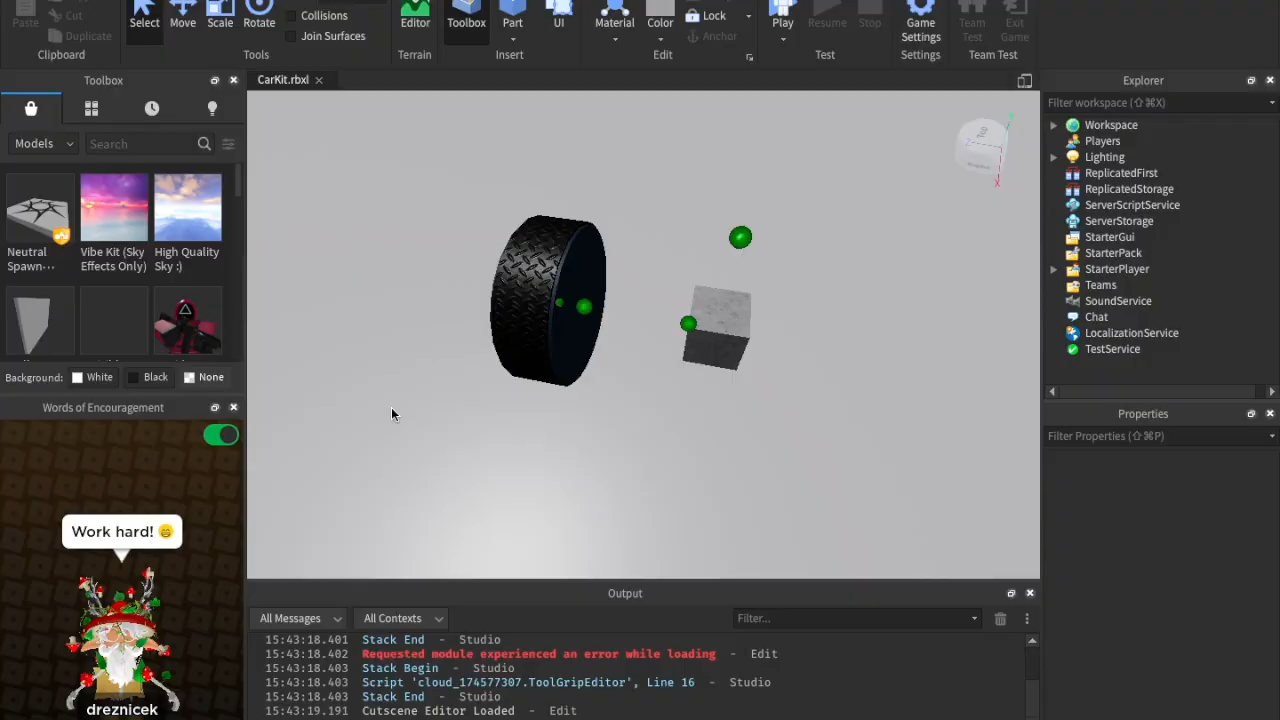 Paste
Cut
Duplicate
Clipboard
Select
Move
Scale
Rotate
Collisions
Join Surfaces
Tools
Editor
Terrain
Toolbox
Part
UI
Insert
Material
Color
Lock
Anchor
Edit
Play
Resume
Stop
Test
Game
Settings
Settings
Team
Test
Exit
Game
Team Test
Toolbox
CarKit.rbxl
Explorer
Models
Search
Neutral
Spawn...
Vibe Kit (Sky
Effects Only)
High Quality
Sky :)
Background:
White
Black
None
Words of Encouragement
Work hard! 😄
dreznicek
Top
X
Filter workspace (⇧⌘X)
Workspace
Players
Lighting
ReplicatedFirst
ReplicatedStorage
ServerScriptService
ServerStorage
StarterGui
StarterPack
StarterPlayer
Teams
SoundService
Chat
LocalizationService
TestService
Properties
Filter Properties (⇧⌘P)
Output
All Messages
All Contexts
Filter...
15:43:18.401 Stack End - Studio
15:43:18.402 Requested module experienced an error while loading - Edit
15:43:18.403 Stack Begin - Studio
15:43:18.403 Script 'cloud_174577307.ToolGripEditor', Line 16 - Studio
15:43:18.403 Stack End - Studio
15:43:19.191 Cutscene Editor Loaded - Edit